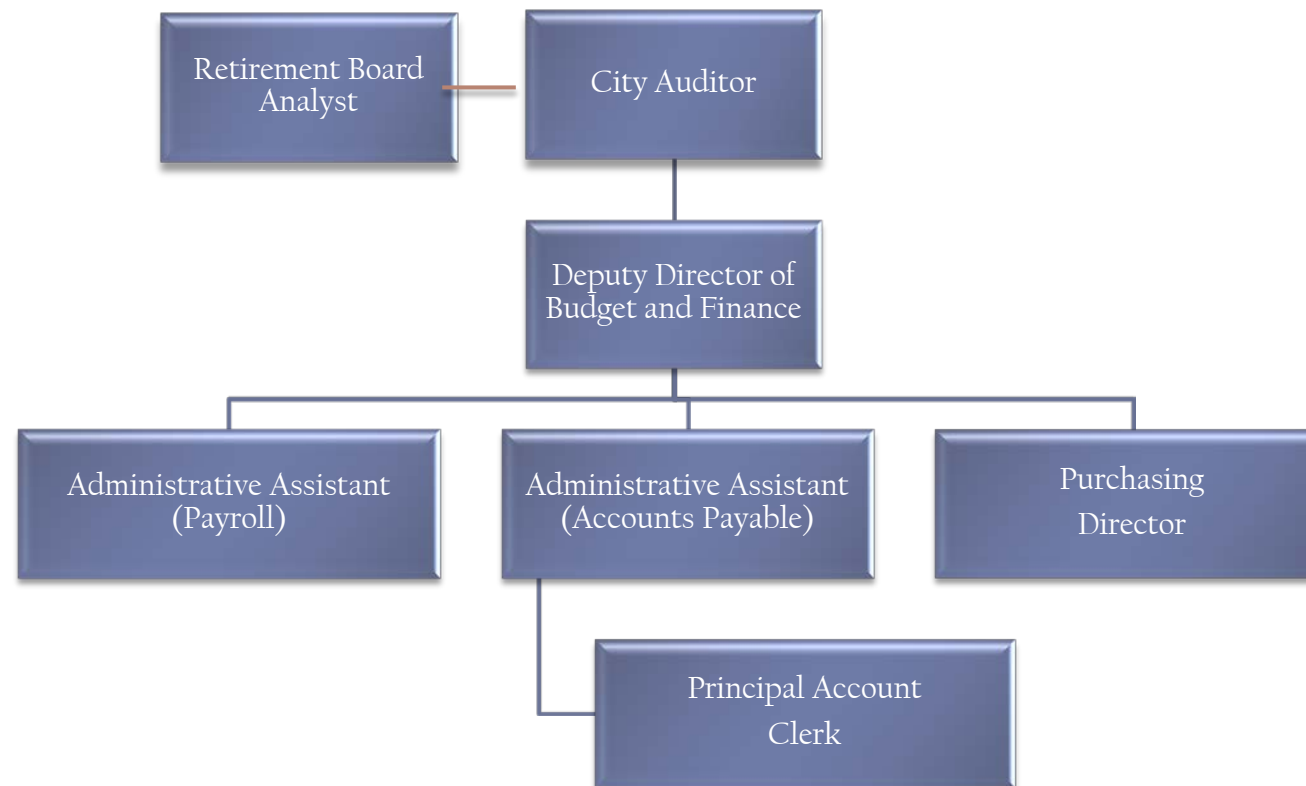 Retirement Board
Analyst
City Auditor
Deputy Director of
Budget and Finance
Administrative Assistant
(Payroll)
Administrative Assistant
(Accounts Payable)
Purchasing
Director
Principal Account
Clerk